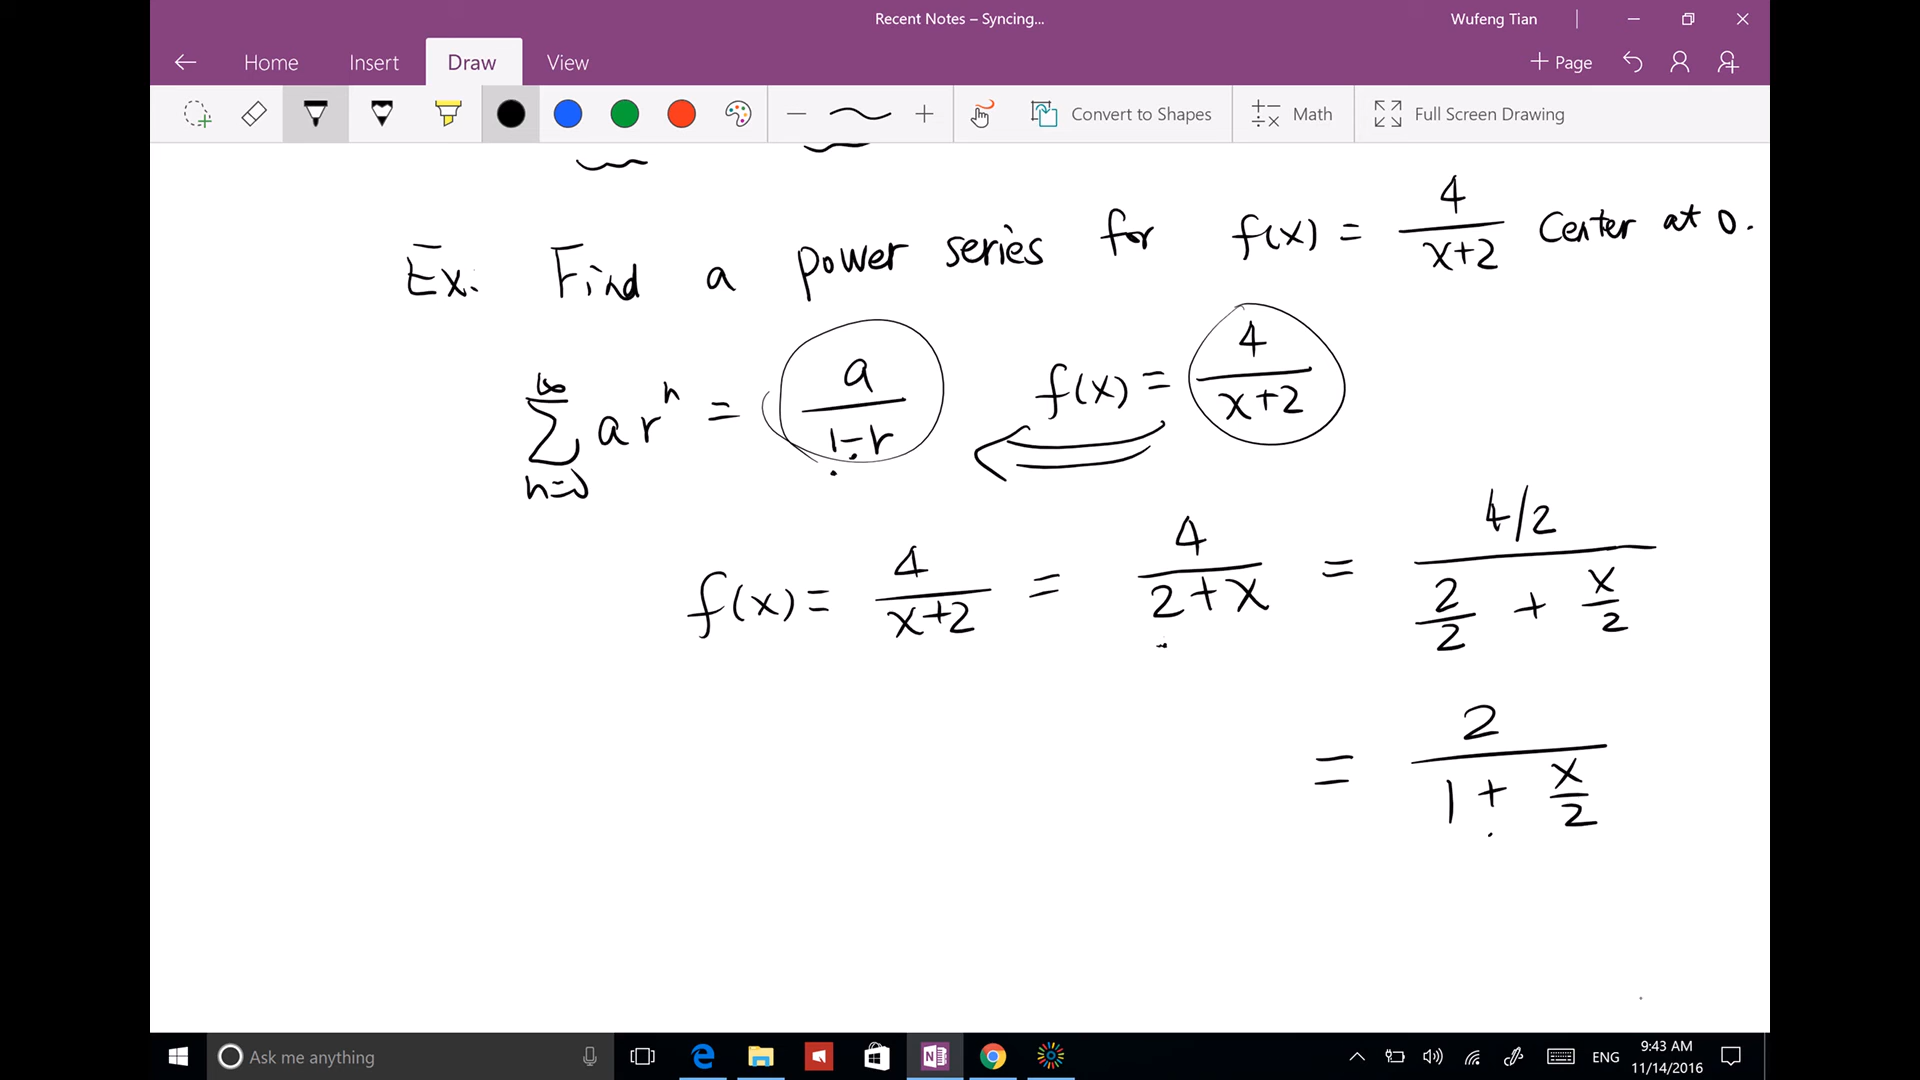 Recent Notes – Syncing...
Wufeng Tian
Home Insert Draw View
Page
Convert to Shapes
Math
Full Screen Drawing
Ex. Find a power series for f(x) = 4/(x+2) Center at 0.
∑_{n=0}^{∞} a r^n = a/(1-r) f(x) = 4/(x+2)
f(x) = 4/(x+2) = 4/(2+x) = (4/2)/(2/2 + x/2)
= 2/(1 + x/2)
Ask me anything
ENG
9:43 AM
11/14/2016